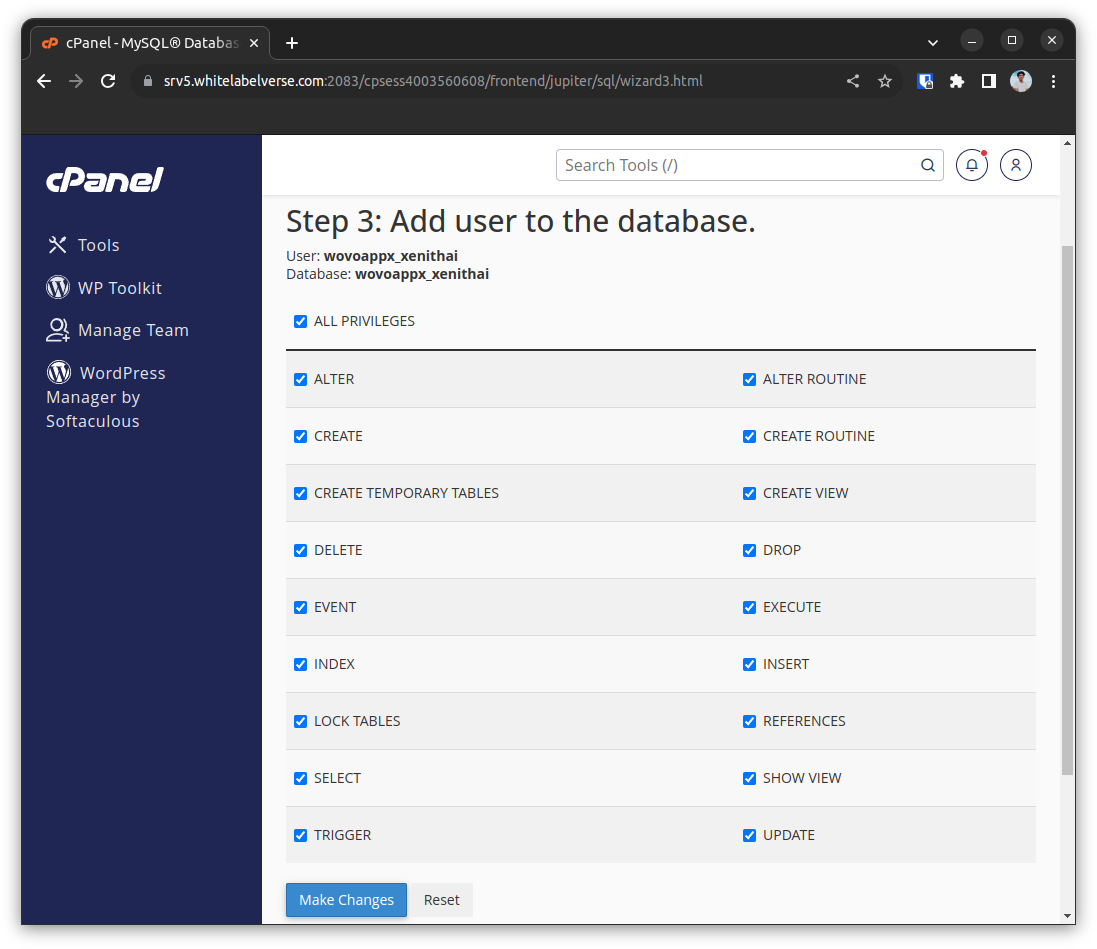 cPanel - MySQL® Databas
srv5.whitelabelverse.com:2083/cpsess4003560608/frontend/jupiter/sql/wizard3.html
cPanel
Search Tools (/)
Tools
WP Toolkit
Manage Team
WordPress
Manager by
Softaculous
Step 3: Add user to the database.
User: wovoappx_xenithai
Database: wovoappx_xenithai
ALL PRIVILEGES
ALTER ALTER ROUTINE
CREATE CREATE ROUTINE
CREATE TEMPORARY TABLES CREATE VIEW
DELETE DROP
EVENT EXECUTE
INDEX INSERT
LOCK TABLES REFERENCES
SELECT SHOW VIEW
TRIGGER UPDATE
Make Changes Reset